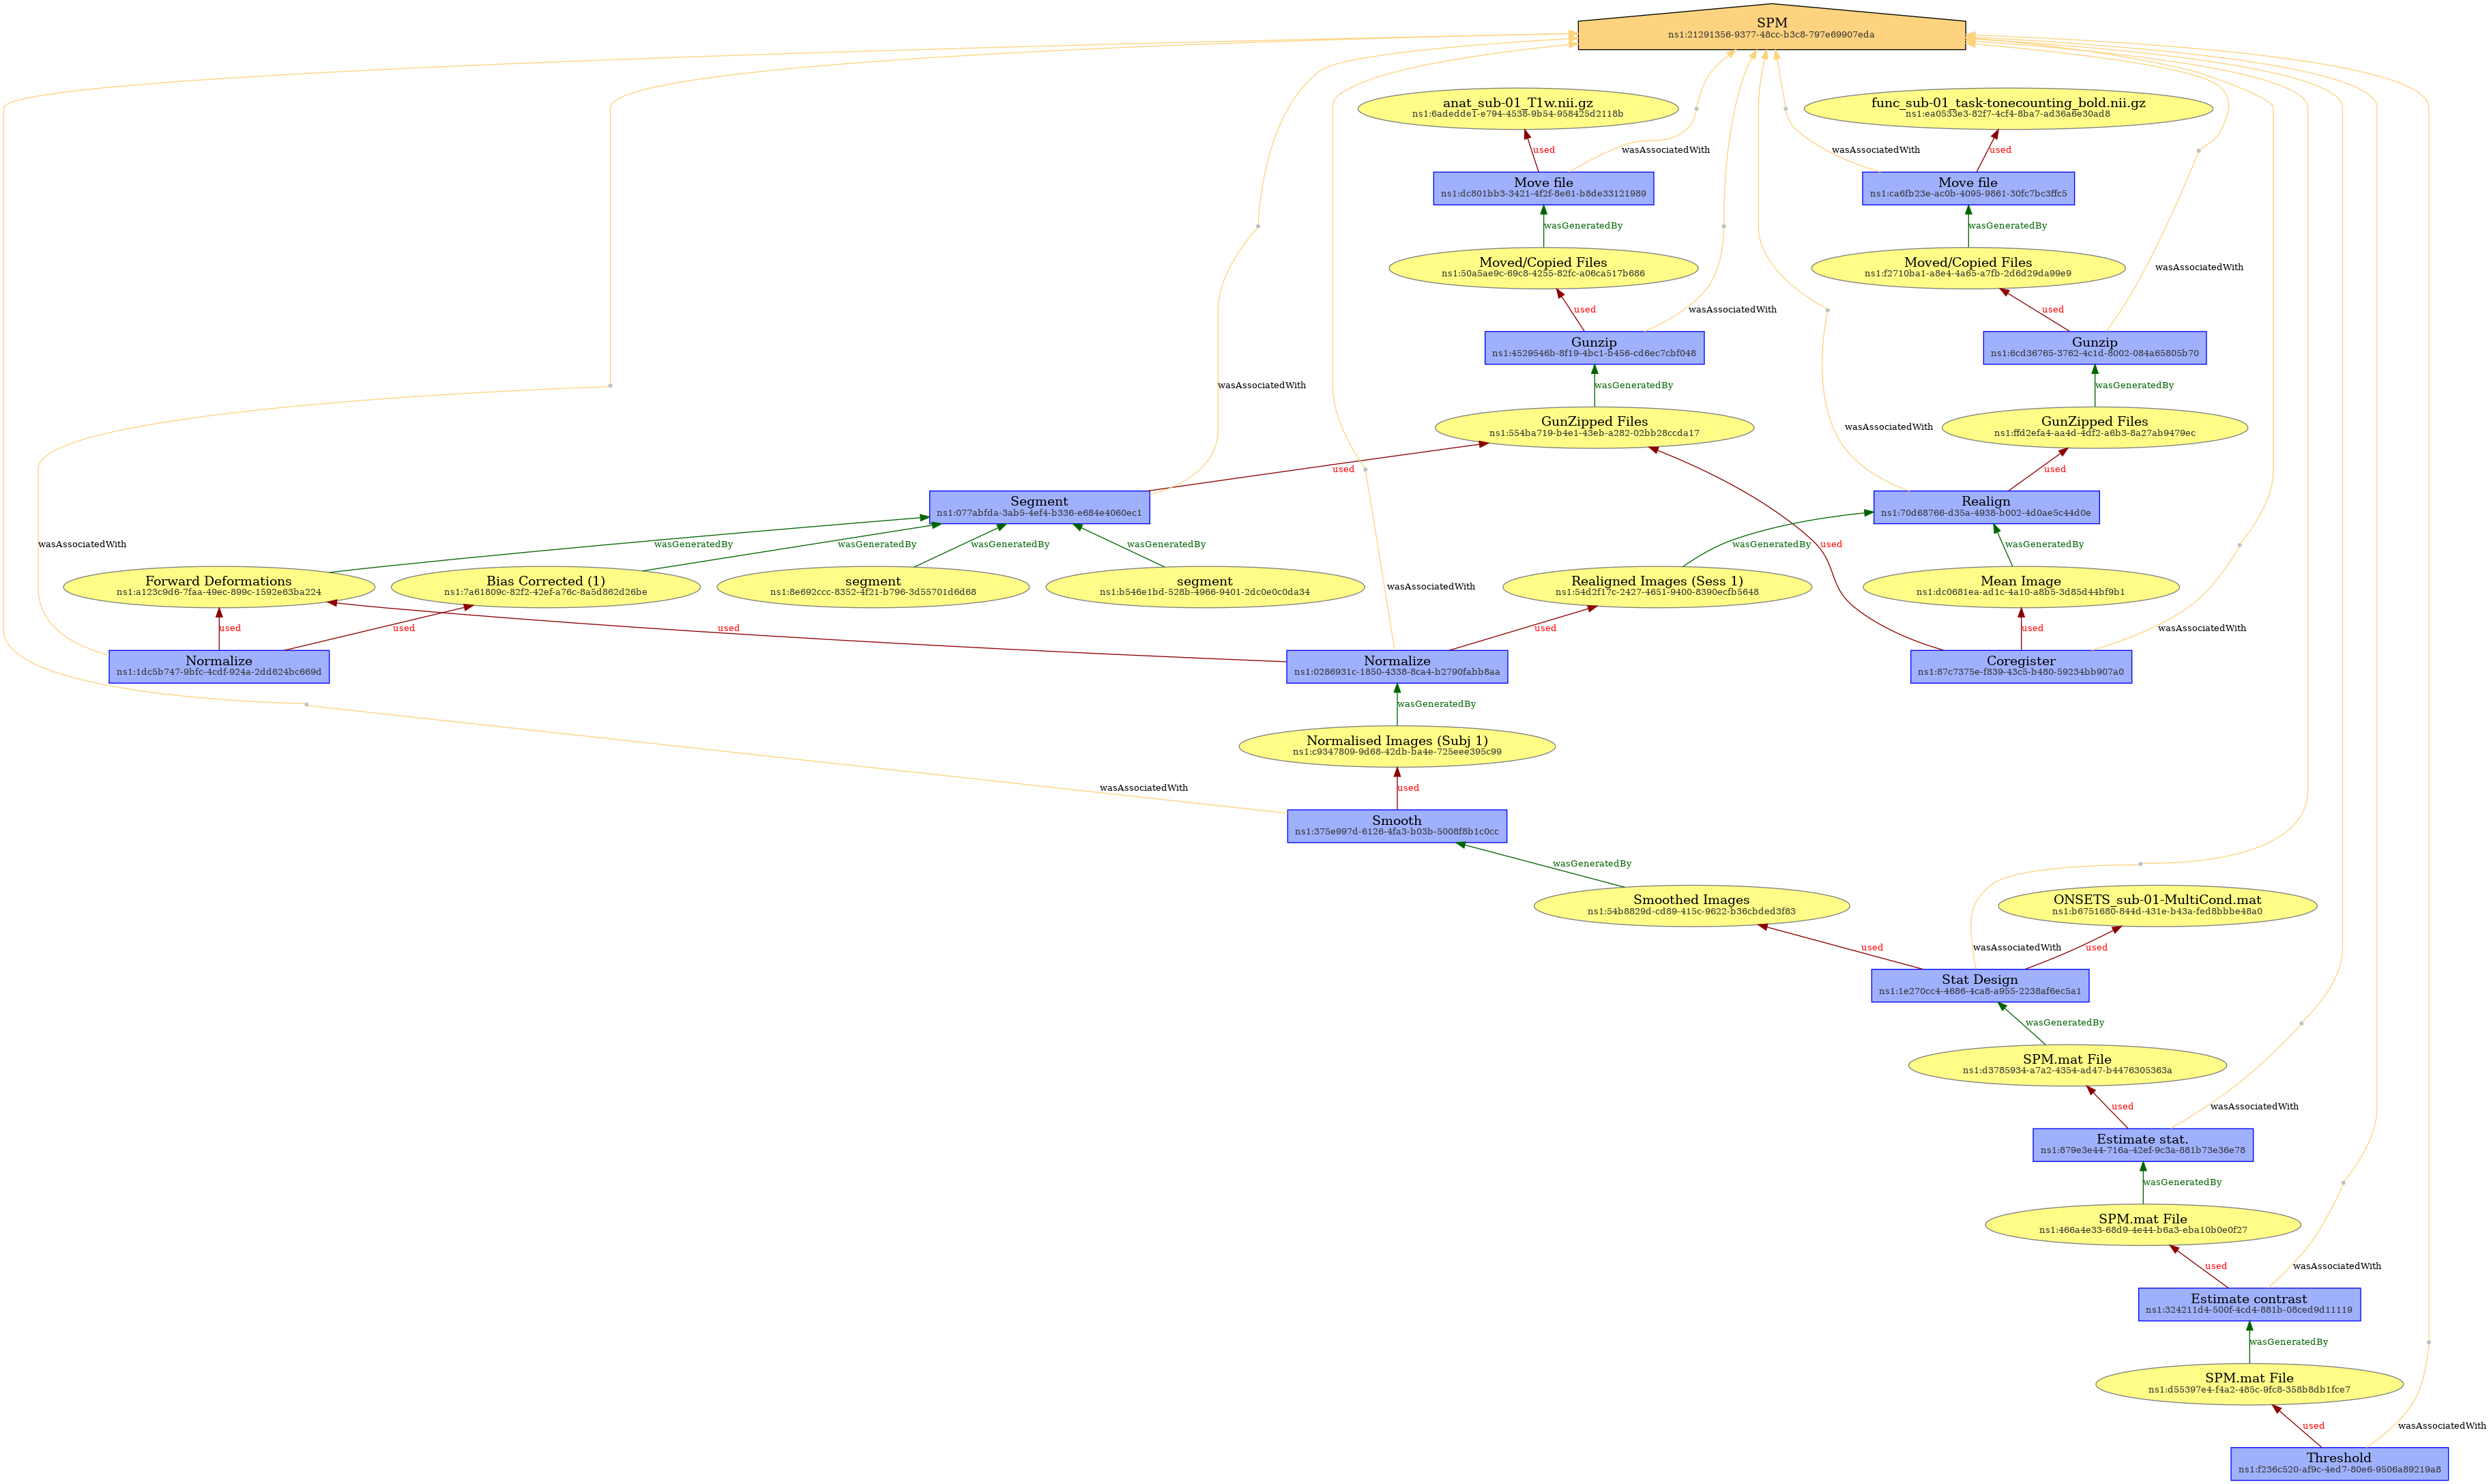 SPM
ns1:21291356-9377-48cc-b3c8-797e69907eda
anat_sub-01_T1w.nii.gz
ns1:6adedde1-e794-4538-9b54-958425d2118b
func_sub-01_task-tonecounting_bold.nii.gz
ns1:ea0533e3-82f7-4cf4-8ba7-ad36a6e30ad8
used
wasAssociatedWith
wasAssociatedWith
used
Move file
ns1:dc801bb3-3421-4f2f-8e61-b8de33121989
Move file
ns1:ca6fb23e-ac0b-4095-9861-30fc7bc3ffc5
wasGeneratedBy
wasGeneratedBy
Moved/Copied Files
ns1:50a5ae9c-69c8-4255-82fc-a06ca517b686
Moved/Copied Files
ns1:f2710ba1-a8e4-4a65-a7fb-2d6d29da99e9
wasAssociatedWith
used
wasAssociatedWith
used
Gunzip
ns1:4529546b-8f19-4bc1-b456-cd6ec7cbf048
Gunzip
ns1:6cd36765-3762-4c1d-8002-084a65805b70
wasAssociatedWith
wasGeneratedBy
wasGeneratedBy
GunZipped Files
ns1:554ba719-b4e1-43eb-a282-02bb28ccda17
wasAssociatedWith
GunZipped Files
ns1:ffd2efa4-aa4d-4df2-a6b3-8a27ab9479ec
used
used
Segment
ns1:077abfda-3ab5-4ef4-b336-e684e4060ec1
Realign
ns1:70d68766-d35a-4938-b002-4d0ae5c44d0e
wasAssociatedWith
wasGeneratedBy
wasGeneratedBy
wasGeneratedBy
wasGeneratedBy
wasGeneratedBy
used
wasGeneratedBy
Forward Deformations
ns1:a123c9d6-7faa-49ec-899c-1592e63ba224
Bias Corrected (1)
ns1:7a61809c-82f2-42ef-a76c-8a5d862d26be
segment
ns1:8e692ccc-8352-4f21-b796-3d55701d6d68
segment
ns1:b546e1bd-528b-4966-9401-2dc0e0c0da34
wasAssociatedWith
Realigned Images (Sess 1)
ns1:54d2f17c-2427-4651-9400-8390ecfb5648
Mean Image
ns1:dc0681ea-ad1c-4a10-a8b5-3d85d44bf9b1
used
used
used
used
used
wasAssociatedWith
Normalize
ns1:1dc5b747-9bfc-4cdf-924a-2dd624bc669d
Normalize
ns1:0286931c-1850-4338-8ca4-b2790fabb8aa
Coregister
ns1:87c7375e-f839-43c5-b480-59234bb907a0
wasGeneratedBy
Normalised Images (Subj 1)
ns1:c9347809-9d68-42db-ba4e-725eee395c99
wasAssociatedWith
used
Smooth
ns1:375e997d-6126-4fa3-b03b-5008f8b1c0cc
wasGeneratedBy
Smoothed Images
ns1:54b8829d-cd89-415c-9622-b36cbded3f83
ONSETS_sub-01-MultiCond.mat
ns1:b6751680-844d-431e-b43a-fed8bbbe48a0
used
wasAssociatedWith
used
Stat Design
ns1:1e270cc4-4686-4ca8-a955-2238af6ec5a1
wasGeneratedBy
SPM.mat File
ns1:d3785934-a7a2-4354-ad47-b4476305363a
used
wasAssociatedWith
Estimate stat.
ns1:879e3e44-716a-42ef-9c3a-881b73e36e78
wasGeneratedBy
SPM.mat File
ns1:466a4e33-68d9-4e44-b6a3-eba10b0e0f27
used
wasAssociatedWith
Estimate contrast
ns1:324211d4-500f-4cd4-881b-08ced9d11119
wasGeneratedBy
SPM.mat File
ns1:d55397e4-f4a2-485c-9fc8-358b8db1fce7
used
wasAssociatedWith
Threshold
ns1:f236c520-af9c-4ed7-80e6-9506a89219a8